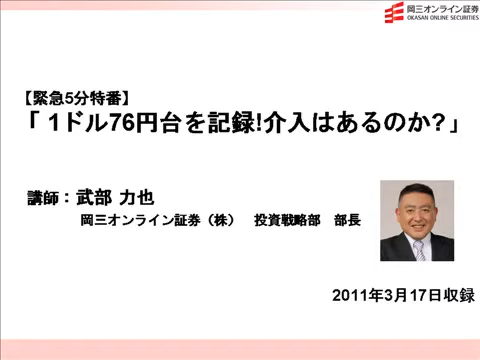 岡三オンライン証券
OKASAN ONLINE SECURITIES
【緊急5分特番】
「 1ドル76円台を記録!介入はあるのか?」
講師：武部 力也
岡三オンライン証券（株）　投資戦略部　部長
2011年3月17日収録